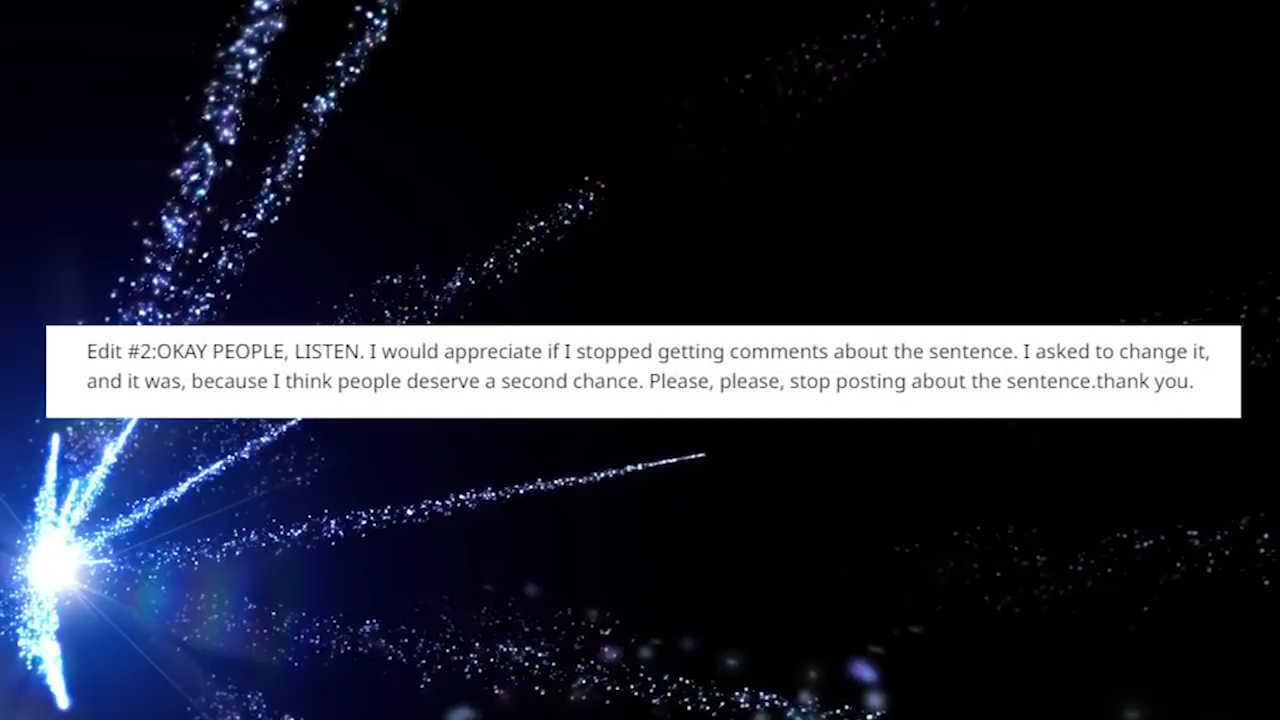 Edit #2:OKAY PEOPLE, LISTEN. I would appreciate if I stopped getting comments about the sentence. I asked to change it,
and it was, because I think people deserve a second chance. Please, please, stop posting about the sentence.thank you.